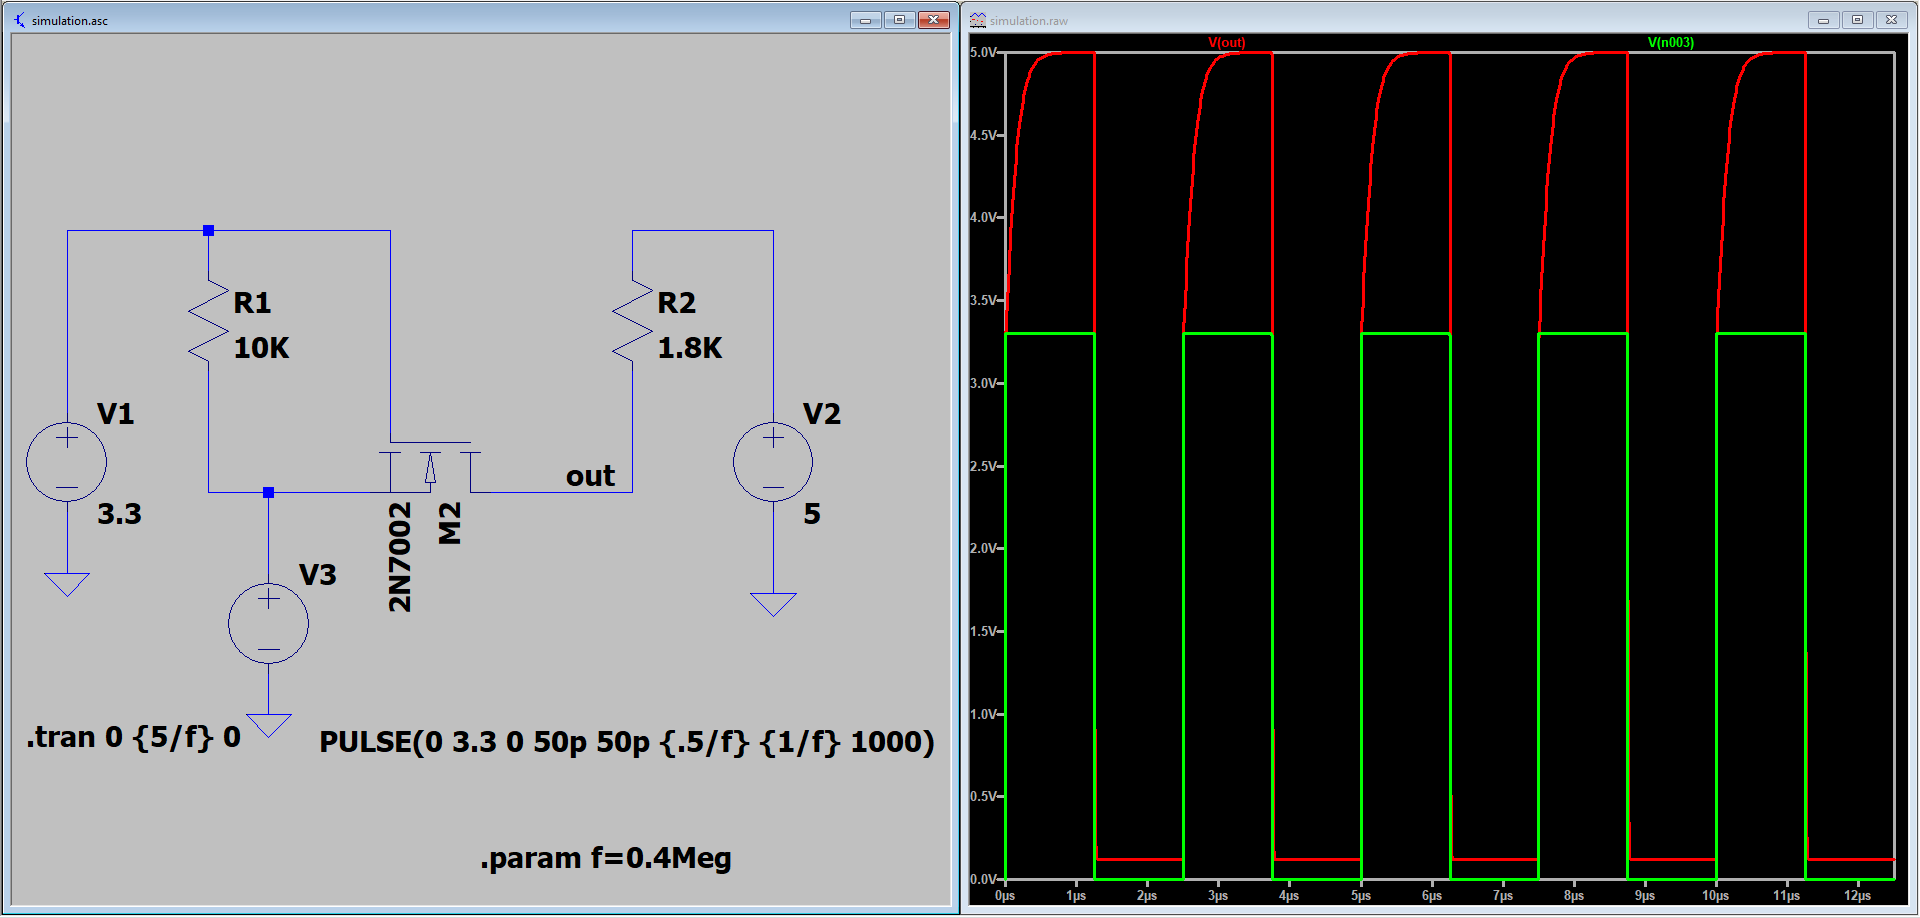 simulation.asc
R1
10K
R2
1.8K
V1
3.3
V2
5
out
2N7002
M2
V3
.tran 0 {5/f} 0
PULSE(0 3.3 0 50p 50p {.5/f} {1/f} 1000)
.param f=0.4Meg
simulation.raw
V(out) V(n003)
5.0V
4.5V
4.0V
3.5V
3.0V
2.5V
2.0V
1.5V
1.0V
0.5V
0.0V
0µs 1µs 2µs 3µs 4µs 5µs 6µs 7µs 8µs 9µs 10µs 11µs 12µs